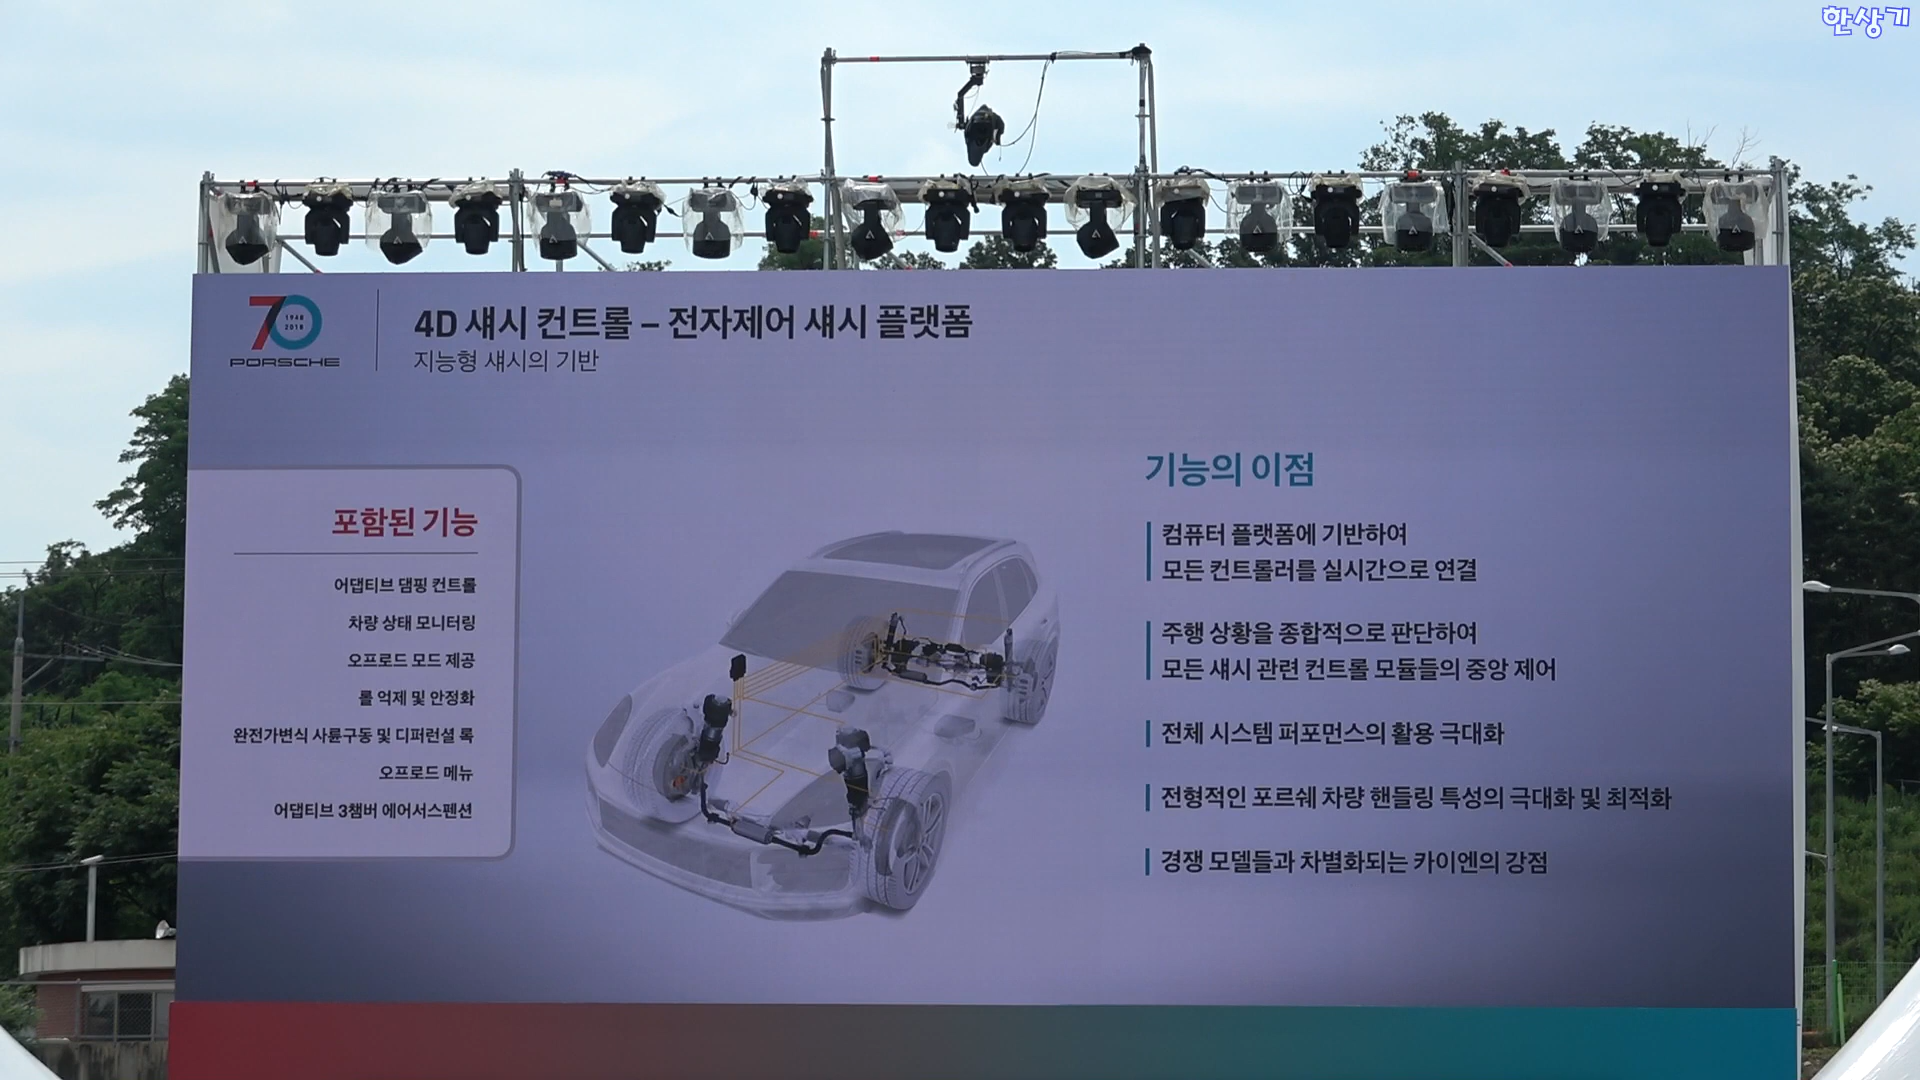 한상기
70
1948
2018
PORSCHE
4D 섀시 컨트롤 – 전자제어 섀시 플랫폼
지능형 섀시의 기반
포함된 기능
어댑티브 댐핑 컨트롤
차량 상태 모니터링
오프로드 모드 제공
롤 억제 및 안정화
완전가변식 사륜구동 및 디퍼런셜 록
오프로드 메뉴
어댑티브 3챔버 에어서스펜션
기능의 이점
컴퓨터 플랫폼에 기반하여
모든 컨트롤러를 실시간으로 연결
주행 상황을 종합적으로 판단하여
모든 섀시 관련 컨트롤 모듈들의 중앙 제어
전체 시스템 퍼포먼스의 활용 극대화
전형적인 포르쉐 차량 핸들링 특성의 극대화 및 최적화
경쟁 모델들과 차별화되는 카이엔의 강점